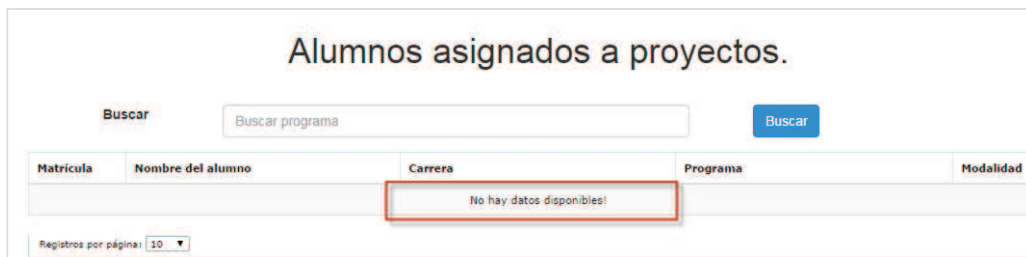 Alumnos asignados a proyectos.
Buscar Buscar programa Buscar
Matrícula Nombre del alumno Carrera Programa Modalidad
No hay datos disponibles!
Registros por página: 10